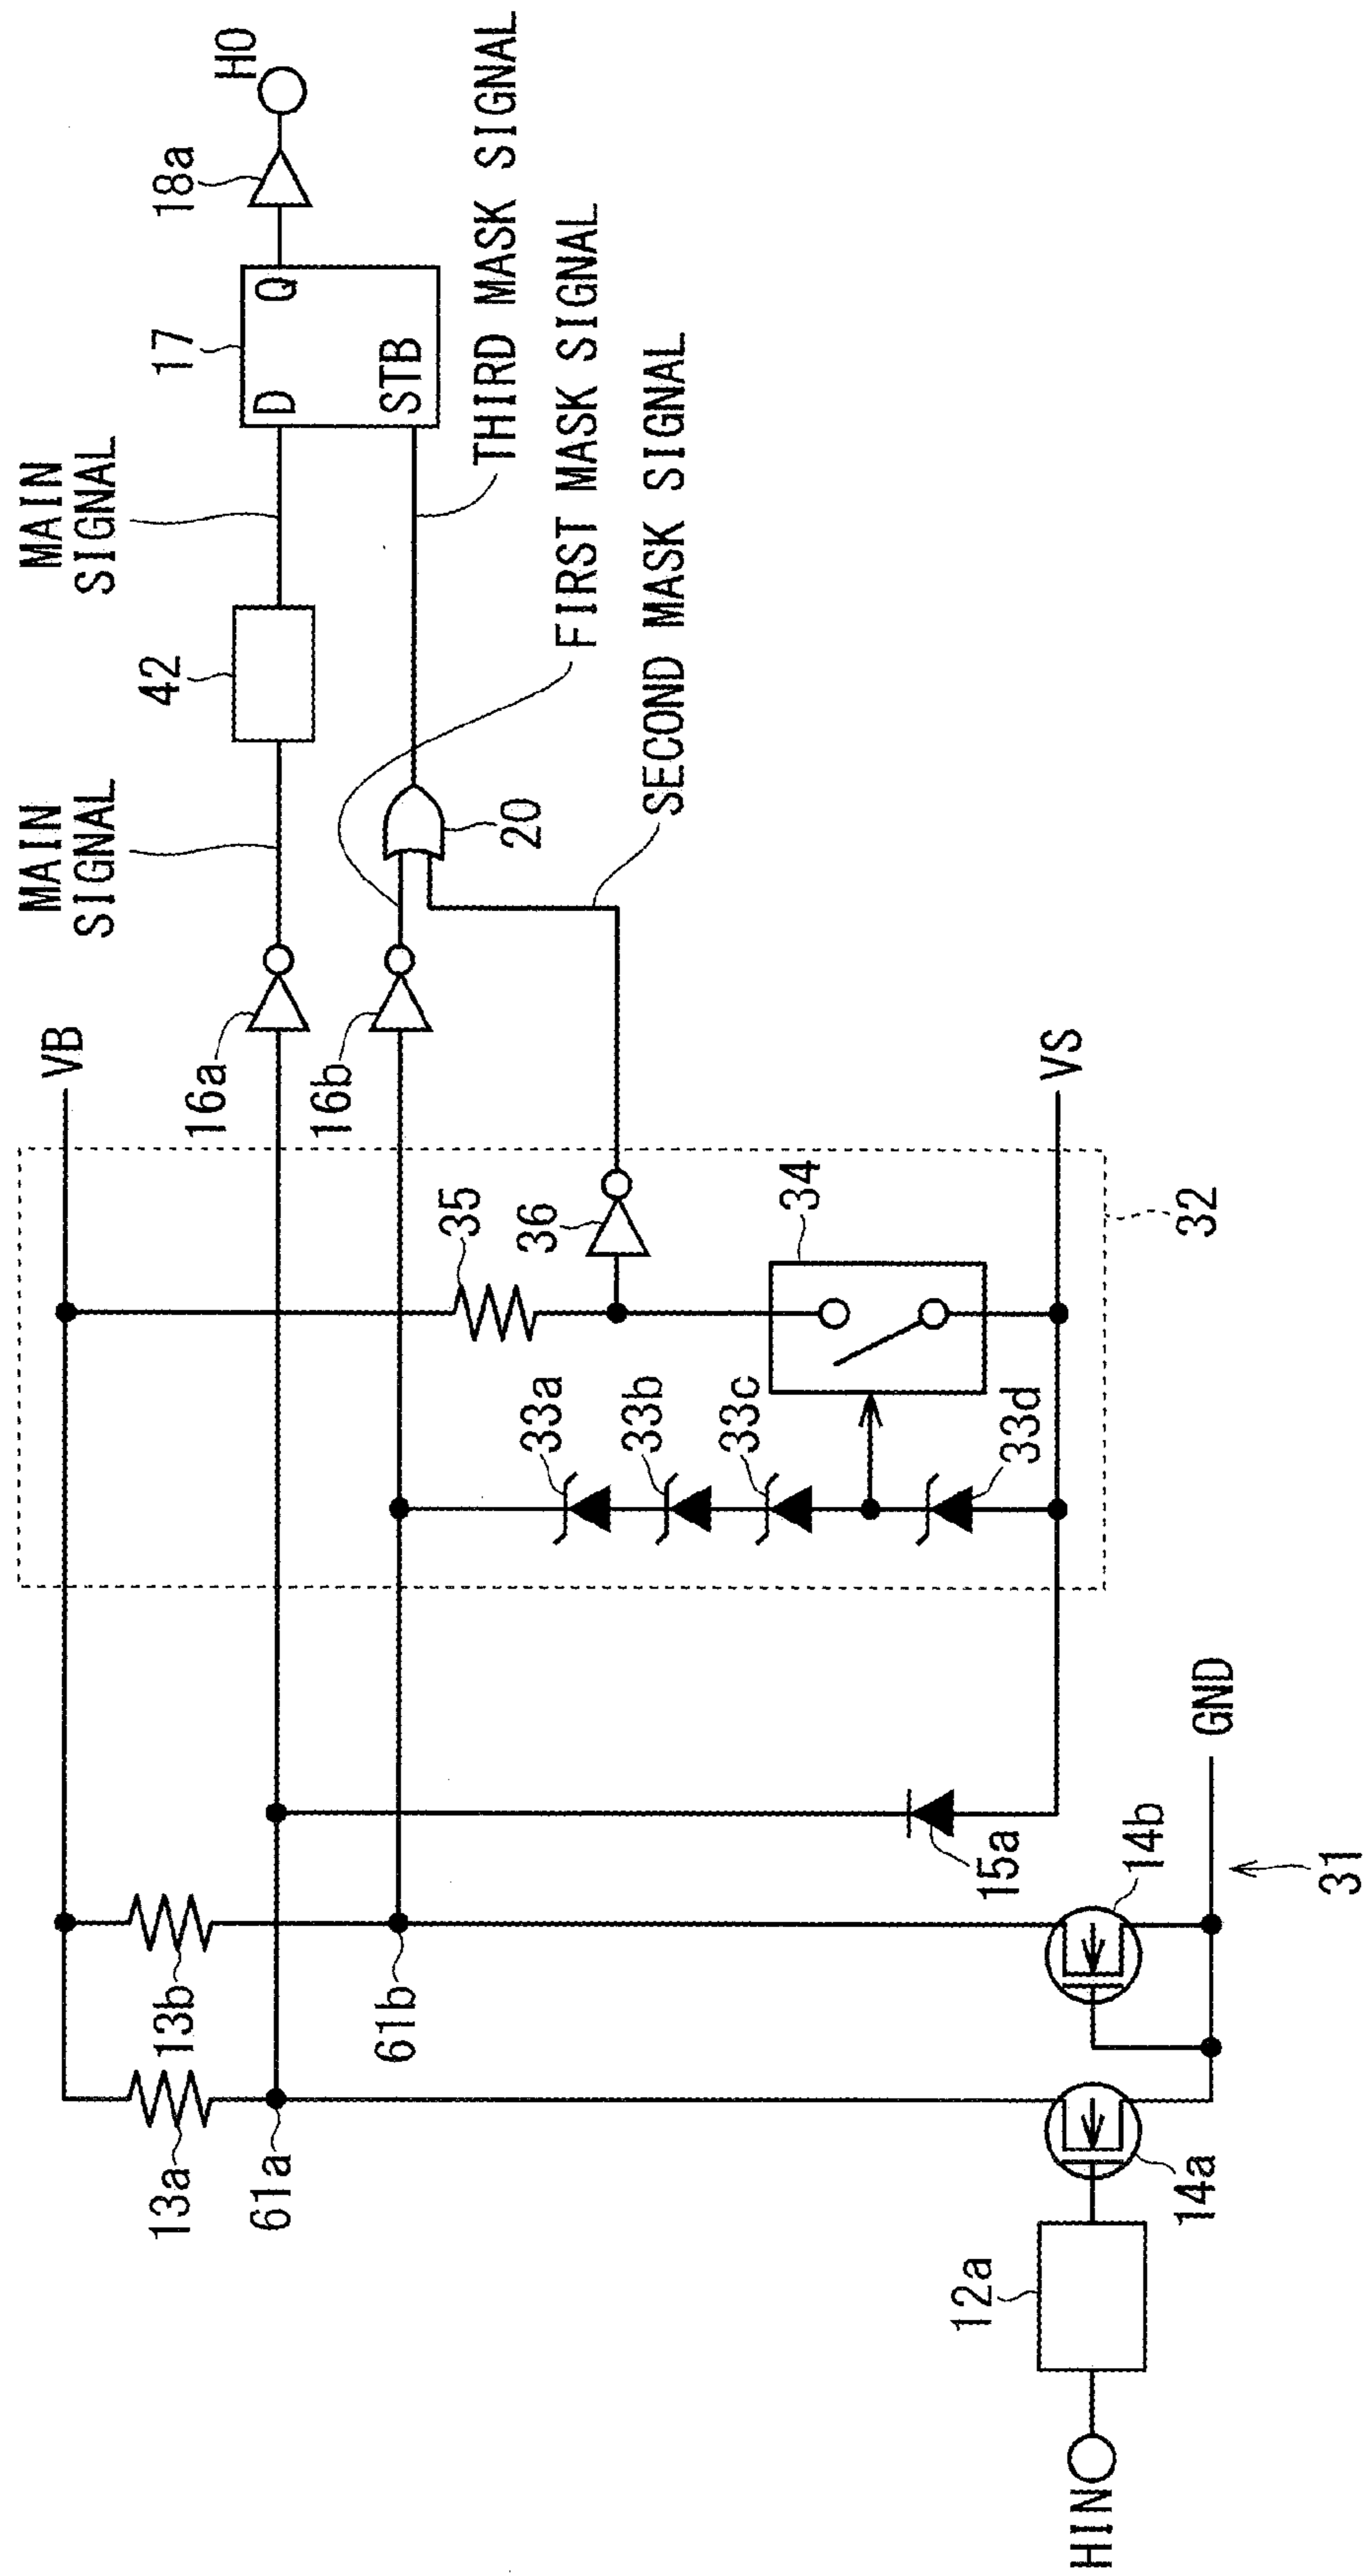 VB
MAIN
SIGNAL
MAIN
SIGNAL
13a
13b
16a
42
17
18a
HO
D
Q
STB
61a
61b
16b
20
THIRD MASK SIGNAL
FIRST MASK SIGNAL
SECOND MASK SIGNAL
35
36
33a
33b
33c
33d
34
VS
32
15a
12a
14a
14b
GND
31
HIN